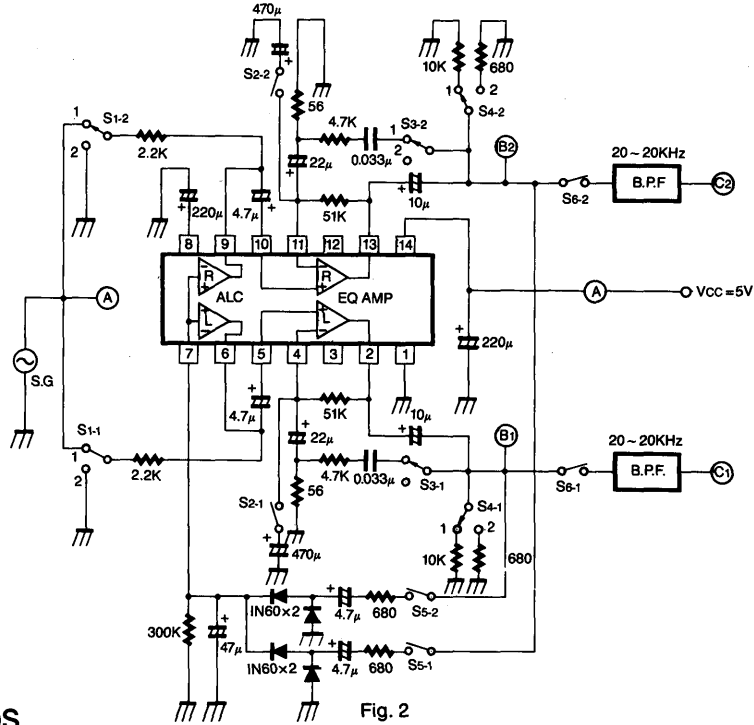 470μ
+
S2-2
56
10K
680
1
2
S4-2
1
S1-2
2
2.2K
4.7K
0.033μ
1
S3-2
2
B2
20~20KHz
B.P.F
C2
S6-2
+
220μ
4.7μ
+
+
22μ
51K
+
10μ
8
9
10
11
12
13
14
R
ALC
R
EQ AMP
L
L
7
6
5
4
3
2
1
A
A
VCC=5V
+
220μ
S.G
+
4.7μ
51K
10μ
+
S1-1
1
2
2.2K
+
22μ
4.7K
0.033μ
S3-1
B1
20~20KHz
B.P.F.
C1
S6-1
S2-1
56
+
470μ
S4-1
1
2
10K
680
300K
+
47μ
IN60×2
+
4.7μ
680
S5-2
IN60×2
+
4.7μ
680
S5-1
Fig. 2